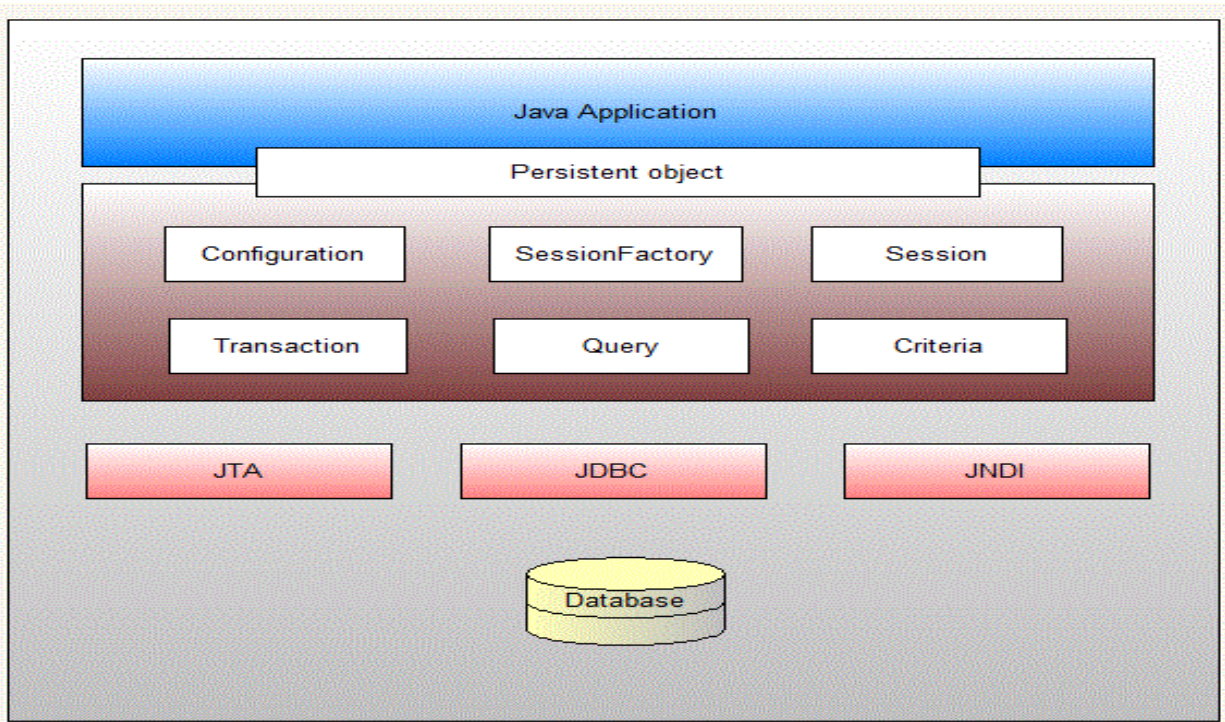 Java Application
Persistent object
Configuration
SessionFactory
Session
Transaction
Query
Criteria
JTA
JDBC
JNDI
Database